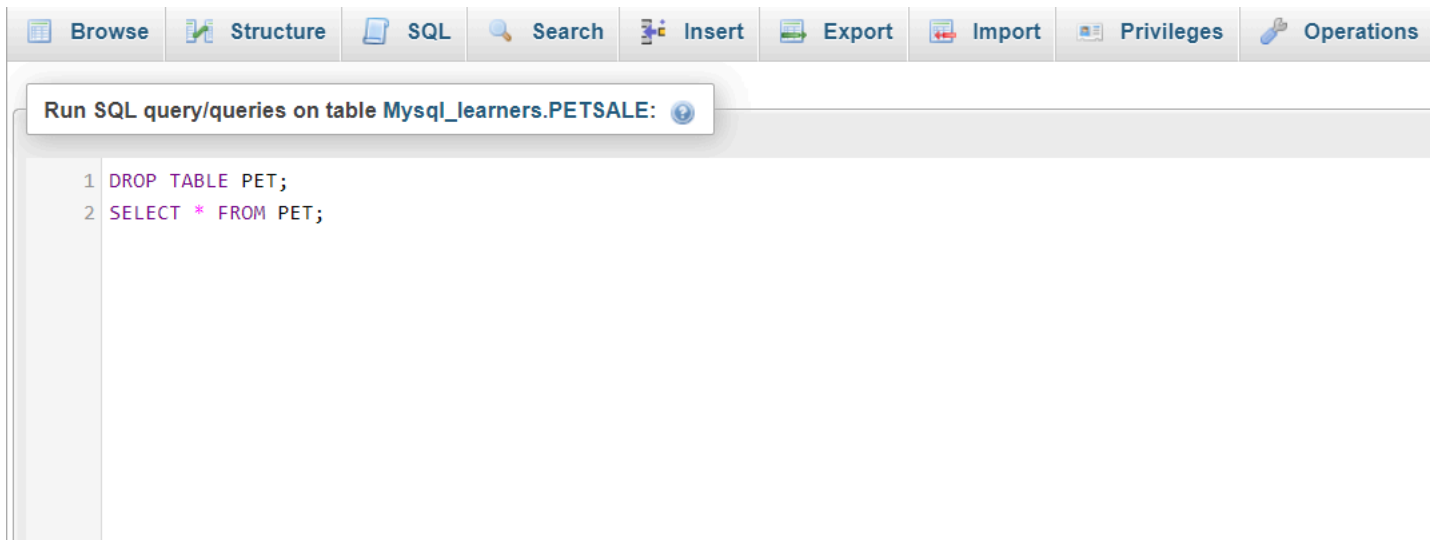 Browse Structure SQL Search Insert Export Import Privileges Operations
Run SQL query/queries on table Mysql_learners.PETSALE:
1 DROP TABLE PET;
2 SELECT * FROM PET;